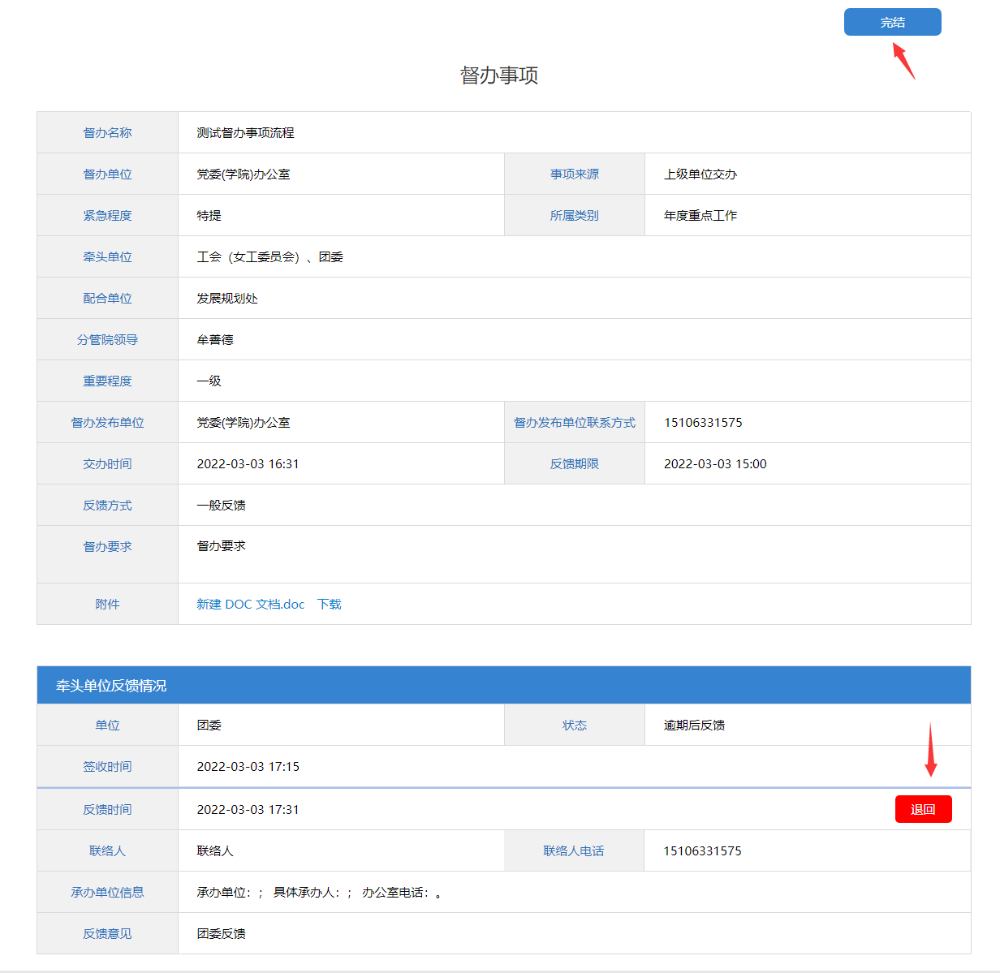 完结
督办事项
督办名称 测试督办事项流程
督办单位 党委(学院)办公室 事项来源 上级单位交办
紧急程度 特提 所属类别 年度重点工作
牵头单位 工会（女工委员会）、团委
配合单位 发展规划处
分管院领导 牟善德
重要程度 一级
督办发布单位 党委(学院)办公室 督办发布单位联系方式 15106331575
交办时间 2022-03-03 16:31 反馈期限 2022-03-03 15:00
反馈方式 一般反馈
督办要求 督办要求
附件 新建 DOC 文档.doc 下载
牵头单位反馈情况
单位 团委 状态 逾期后反馈
签收时间 2022-03-03 17:15
反馈时间 2022-03-03 17:31 退回
联络人 联络人 联络人电话 15106331575
承办单位信息 承办单位：； 具体承办人：； 办公室电话：。
反馈意见 团委反馈